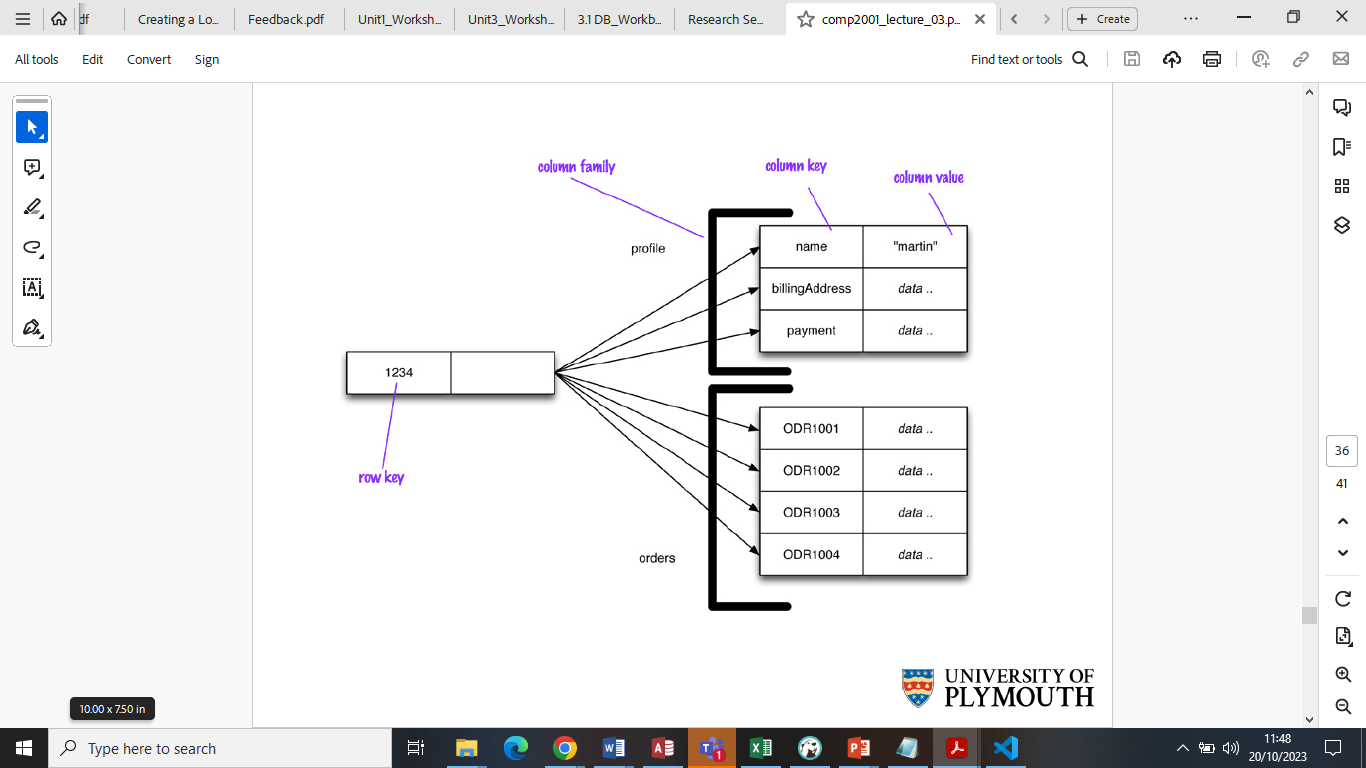 df
Creating a Lo...
Feedback.pdf
Unit1_Worksh...
Unit3_Worksh...
3.1 DB_Workb...
Research Se...
comp2001_lecture_03.p...
Create
All tools
Edit
Convert
Sign
Find text or tools
column family
column key
column value
profile
name
"martin"
billingAddress
data ..
payment
data ..
1234
row key
ODR1001
data ..
ODR1002
data ..
ODR1003
data ..
ODR1004
data ..
orders
36
41
UNIVERSITY OF
PLYMOUTH
10.00 x 7.50 in
Type here to search
1
11:48
20/10/2023